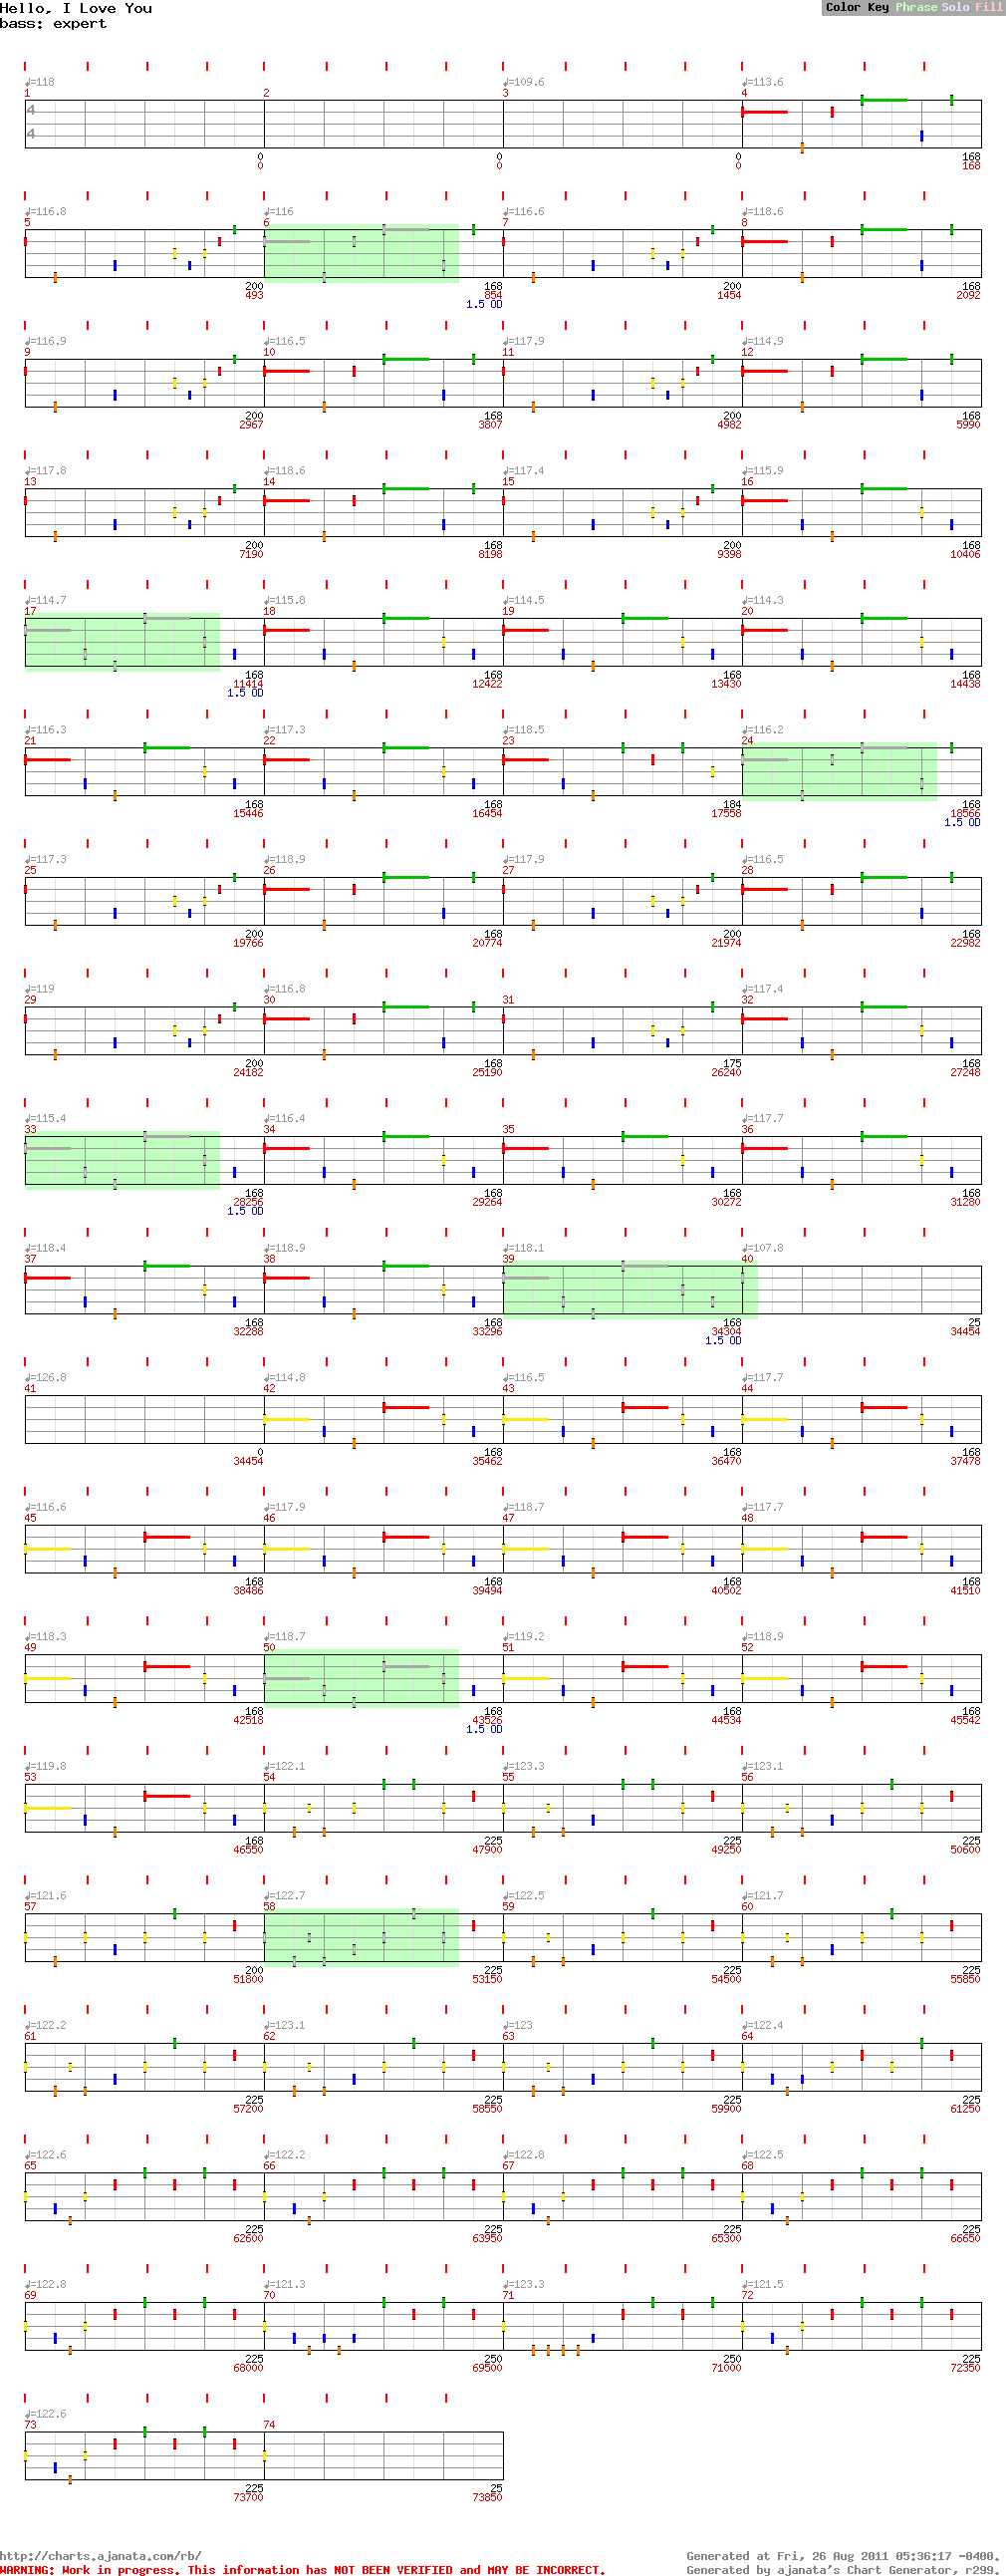 Hello, I Love You
bass: expert
Color Key Phrase Solo Fill
♩=118 ♩=109.6 ♩=113.6
1 2 3 4
4
4
0 0 0 168
0 0 0 168
♩=116.8 ♩=116 ♩=116.6 ♩=118.6
5 6 7 8
200 168 200 168
493 854 1454 2092
1.5 OD
♩=116.9 ♩=116.5 ♩=117.9 ♩=114.9
9 10 11 12
200 168 200 168
2967 3807 4982 5990
♩=117.8 ♩=118.6 ♩=117.4 ♩=115.9
13 14 15 16
200 168 200 168
7190 8198 9398 10406
♩=114.7 ♩=115.8 ♩=114.5 ♩=114.3
17 18 19 20
168 168 168 168
11414 12422 13430 14438
1.5 OD
♩=116.3 ♩=117.3 ♩=118.5 ♩=116.2
21 22 23 24
168 168 184 168
15446 16454 17558 18566
1.5 OD
♩=117.3 ♩=118.9 ♩=117.9 ♩=116.5
25 26 27 28
200 168 200 168
19766 20774 21974 22982
♩=119 ♩=116.8 ♩=117.4
29 30 31 32
200 168 175 168
24182 25190 26240 27248
♩=115.4 ♩=116.4 ♩=117.7
33 34 35 36
168 168 168 168
28256 29264 30272 31280
1.5 OD
♩=118.4 ♩=118.9 ♩=118.1 ♩=107.8
37 38 39 40
168 168 168 25
32288 33296 34304 34454
1.5 OD
♩=126.8 ♩=114.8 ♩=116.5 ♩=117.7
41 42 43 44
0 168 168 168
34454 35462 36470 37478
♩=116.6 ♩=117.9 ♩=118.7 ♩=117.7
45 46 47 48
168 168 168 168
38486 39494 40502 41510
♩=118.3 ♩=118.7 ♩=119.2 ♩=118.9
49 50 51 52
168 168 168 168
42518 43526 44534 45542
1.5 OD
♩=119.8 ♩=122.1 ♩=123.3 ♩=123.1
53 54 55 56
168 225 225 225
46550 47900 49250 50600
♩=121.6 ♩=122.7 ♩=122.5 ♩=121.7
57 58 59 60
200 225 225 225
51800 53150 54500 55850
♩=122.2 ♩=123.1 ♩=123 ♩=122.4
61 62 63 64
225 225 225 225
57200 58550 59900 61250
♩=122.6 ♩=122.2 ♩=122.8 ♩=122.5
65 66 67 68
225 225 225 225
62600 63950 65300 66650
♩=122.8 ♩=121.3 ♩=123.3 ♩=121.5
69 70 71 72
225 250 250 225
68000 69500 71000 72350
♩=122.6
73 74
225 25
73700 73850
http://charts.ajanata.com/rb/
Generated at Fri, 26 Aug 2011 05:36:17 -0400.
WARNING: Work in progress. This information has NOT BEEN VERIFIED and MAY BE INCORRECT.
Generated by ajanata's Chart Generator, r299.